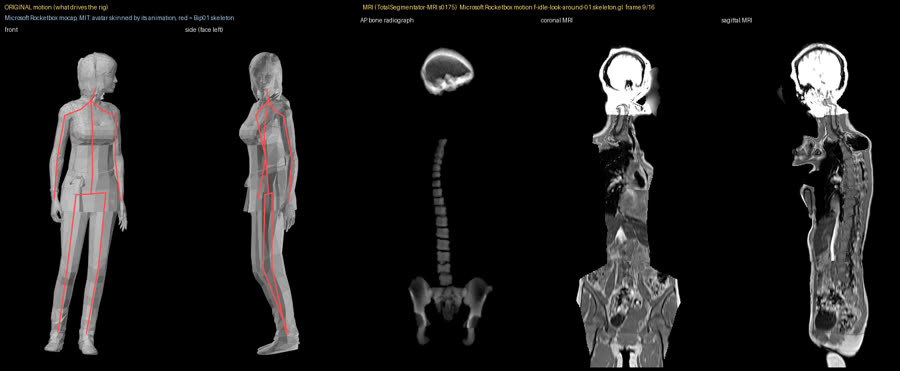 ORIGINAL motion (what drives the rig)
Microsoft Rocketbox mocap, MIT. avatar skinned by its animation, red = Bip01 skeleton
front
side (face left)
MRI (TotalSegmentator-MRI s0175) Microsoft Rocketbox motion f-idle-look-around-01.skeleton.gl frame 9/16
AP bone radiograph
coronal MRI
sagittal MRI